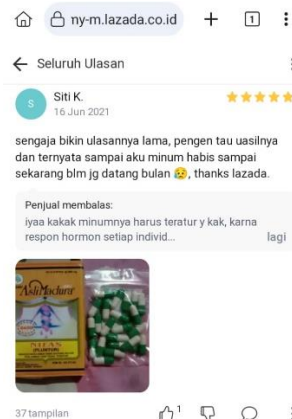 ny-m.lazada.co.id
1
Seluruh Ulasan
S
Siti K.
16 Jun 2021
sengaja bikin ulasannya lama, pengen tau uasilnya
dan ternyata sampai aku minum habis sampai
sekarang blm jg datang bulan 😥, thanks lazada.
Penjual membalas:
iyaa kakak minumnya harus teratur y kak, karna
respon hormon setiap individ... lagi
Asli Madura
NIFAS
37 tampilan
1